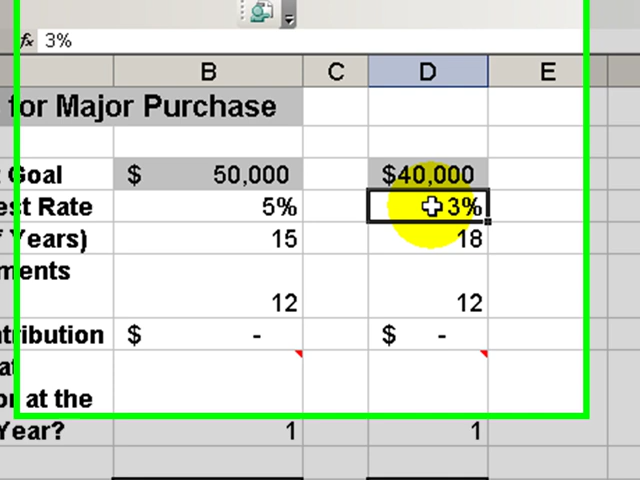 fx 3%
B C D E
for Major Purchase
Goal $ 50,000 $40,000
est Rate 5% 3%
f Years) 15 18
ments
12 12
tribution $ - $ -
at
or at the
Year? 1 1